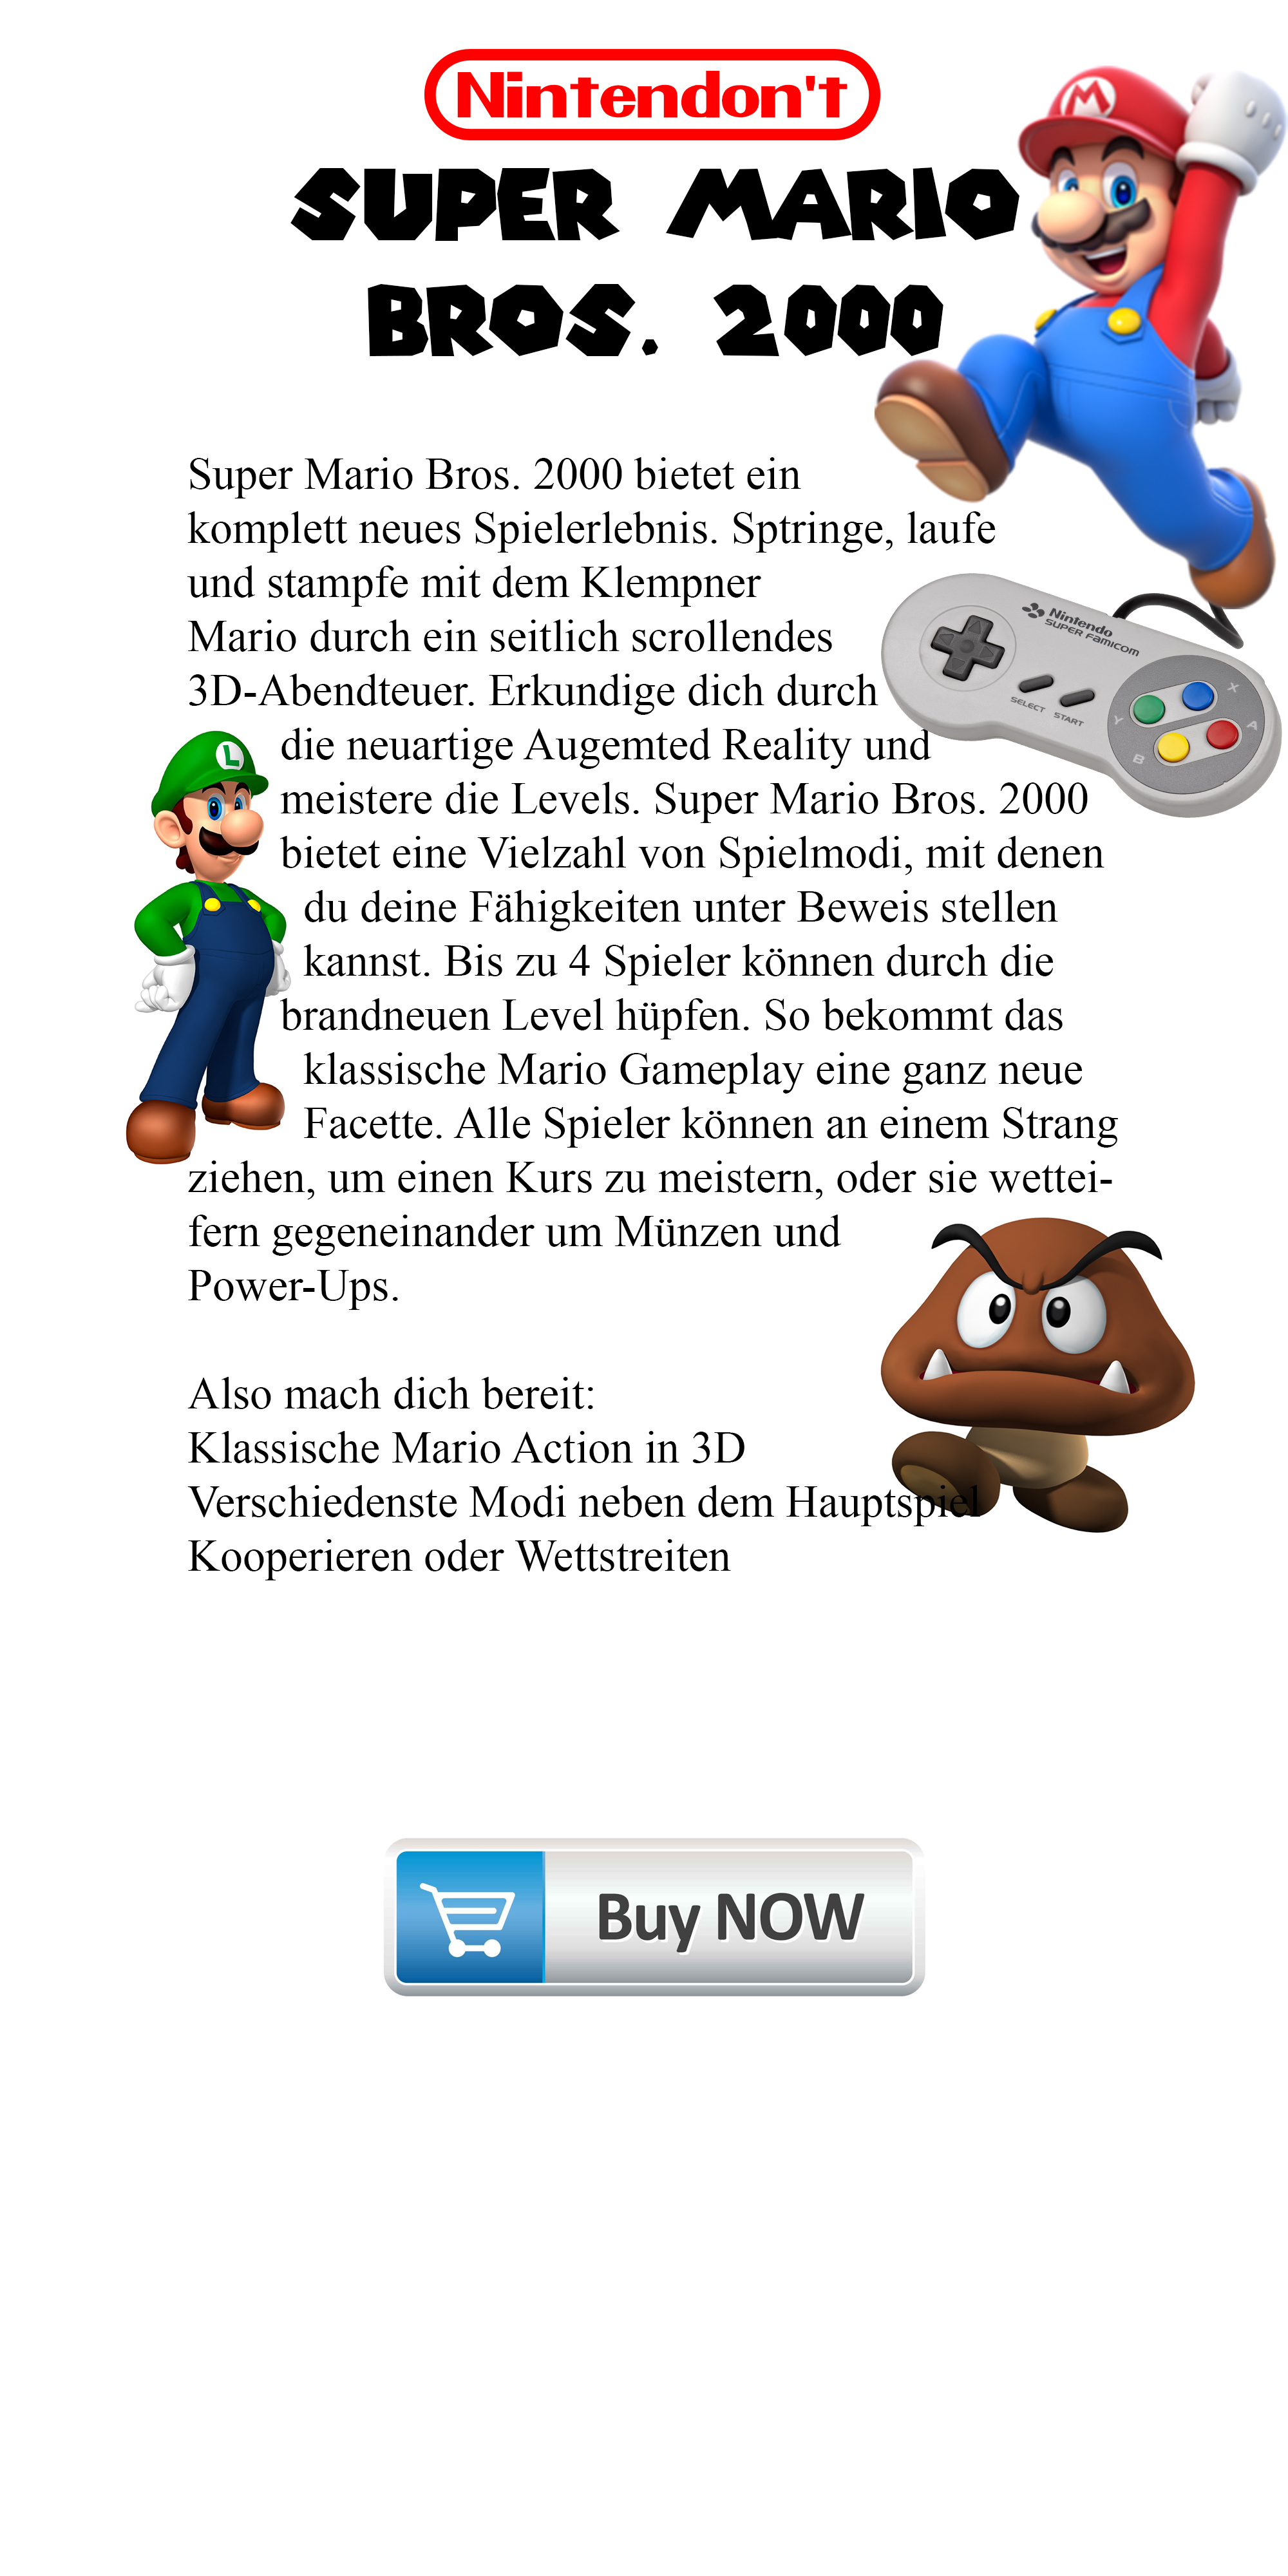 Nintendon't
SUPER MARIO
BROS. 2000
Super Mario Bros. 2000 bietet ein
komplett neues Spielerlebnis. Sptringe, laufe
und stampfe mit dem Klempner
Mario durch ein seitlich scrollendes
3D-Abendteuer. Erkundige dich durch
die neuartige Augemted Reality und
meistere die Levels. Super Mario Bros. 2000
bietet eine Vielzahl von Spielmodi, mit denen
du deine Fähigkeiten unter Beweis stellen
kannst. Bis zu 4 Spieler können durch die
brandneuen Level hüpfen. So bekommt das
klassische Mario Gameplay eine ganz neue
Facette. Alle Spieler können an einem Strang
ziehen, um einen Kurs zu meistern, oder sie wettei-
fern gegeneinander um Münzen und
Power-Ups.
Also mach dich bereit:
Klassische Mario Action in 3D
Verschiedenste Modi neben dem Hauptspiel
Kooperieren oder Wettstreiten
M
Nintendo
SUPER FAMICOM
SELECT
START
X
Y
A
B
L
Buy NOW